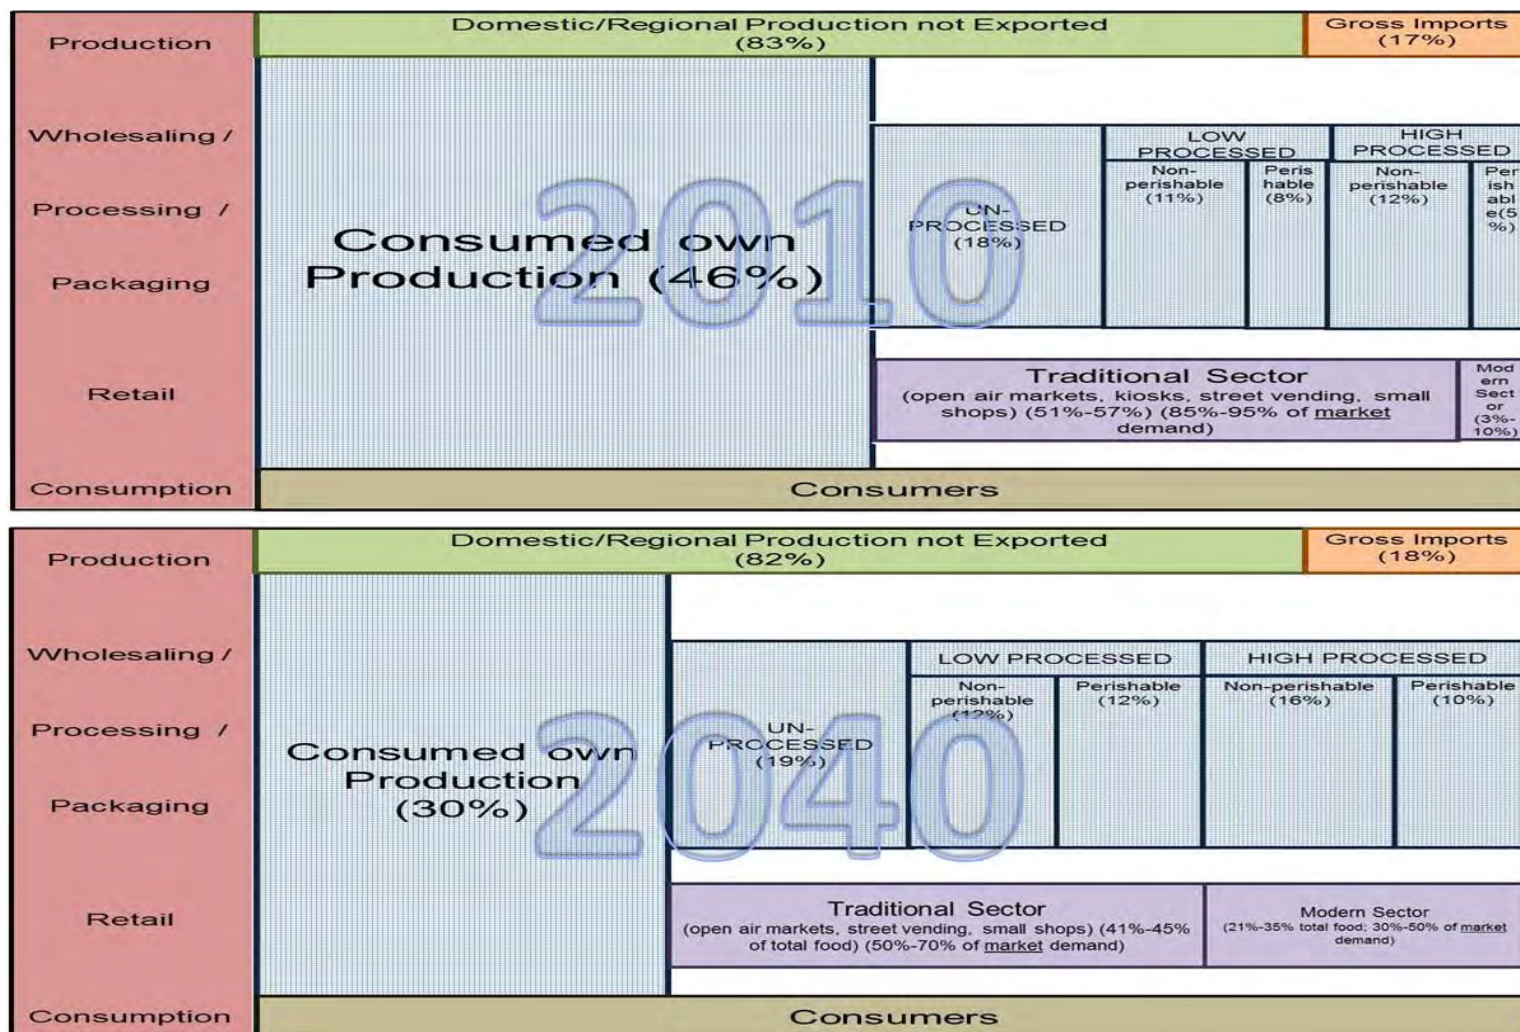 Production
Domestic/Regional Production not Exported
(83%)
Gross Imports
(17%)
Wholesaling /
Processing /
Packaging
Retail
Consumption
Consumed own
Production (46%)
2010
UN-
PROCESSED
(18%)
LOW
PROCESSED
Non-
perishable
(11%)
Peris
hable
(8%)
HIGH
PROCESSED
Non-
perishable
(12%)
Per
ish
abl
e(5
%)
Traditional Sector
(open air markets, kiosks, street vending, small
shops) (51%-57%) (85%-95% of market
demand)
Mod
ern
Sect
or
(3%-
10%)
Consumers
Production
Domestic/Regional Production not Exported
(82%)
Gross Imports
(18%)
Wholesaling /
Processing /
Packaging
Retail
Consumption
Consumed own
Production
(30%)
2040
UN-
PROCESSED
(19%)
LOW PROCESSED
Non-
perishable
(12%)
Perishable
(12%)
HIGH PROCESSED
Non-perishable
(16%)
Perishable
(10%)
Traditional Sector
(open air markets, street vending, small shops) (41%-45%
of total food) (50%-70% of market demand)
Modern Sector
(21%-35% total food; 30%-50% of market
demand)
Consumers